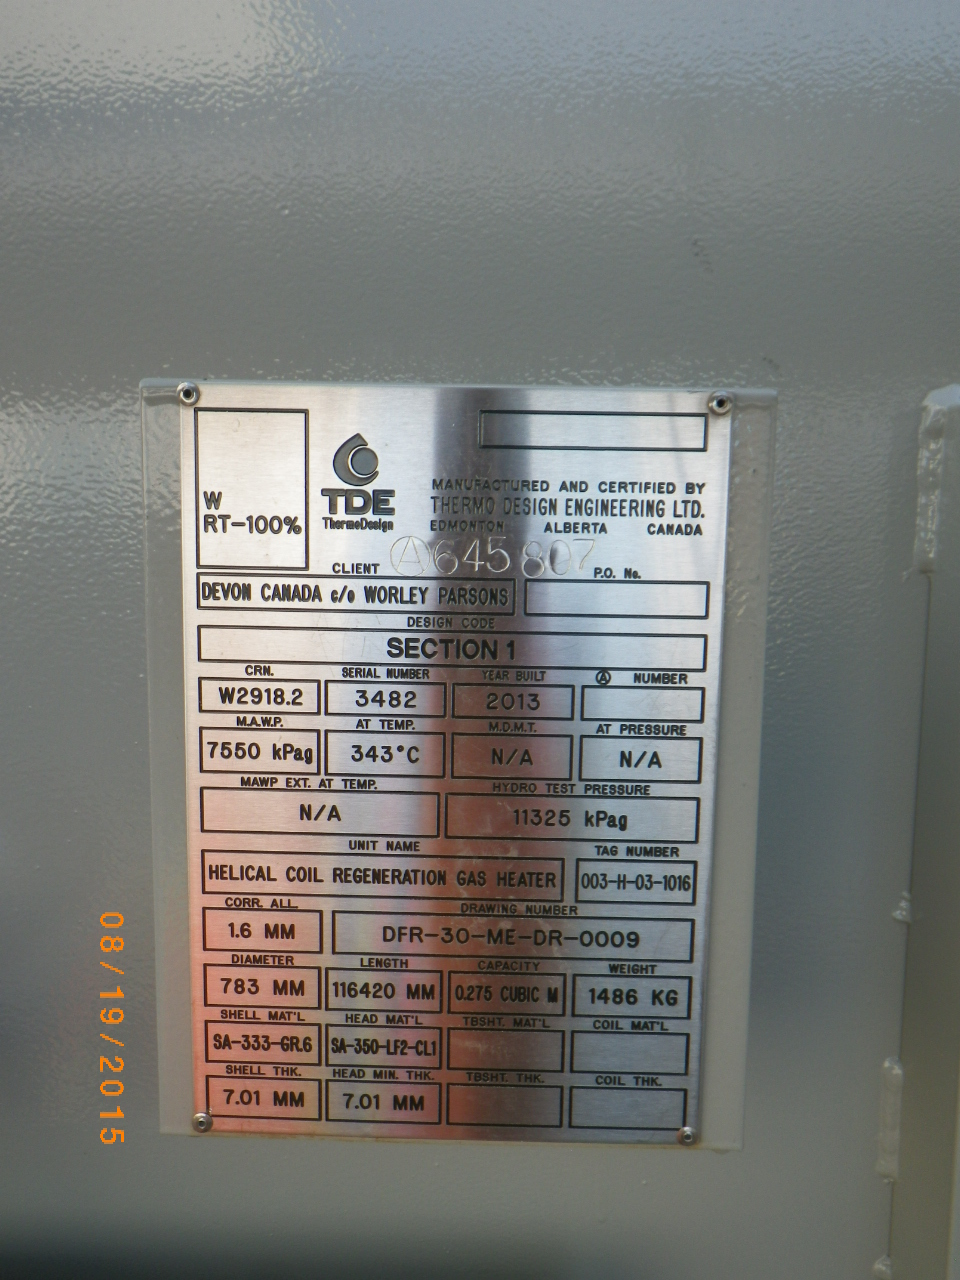 W
RT-100%
TDE
ThermoDesign
MANUFACTURED AND CERTIFIED BY
THERMO DESIGN ENGINEERING LTD.
EDMONTON ALBERTA CANADA
CLIENT Ⓐ645807 P.O. No.
DEVON CANADA c/o WORLEY PARSONS
DESIGN CODE
SECTION 1
CRN. SERIAL NUMBER YEAR BUILT Ⓐ NUMBER
W2918.2 3482 2013
M.A.W.P. AT TEMP. M.D.M.T. AT PRESSURE
7550 kPag 343°C N/A N/A
MAWP EXT. AT TEMP. HYDRO TEST PRESSURE
N/A 11325 kPag
UNIT NAME TAG NUMBER
HELICAL COIL REGENERATION GAS HEATER 003-H-03-1016
CORR. ALL. DRAWING NUMBER
1.6 MM DFR-30-ME-DR-0009
DIAMETER LENGTH CAPACITY WEIGHT
783 MM 116420 MM 0.275 CUBIC M 1486 KG
SHELL MAT'L HEAD MAT'L TBSHT. MAT'L COIL MAT'L
SA-333-GR.6 SA-350-LF2-CL1
SHELL THK. HEAD MIN. THK. TBSHT. THK. COIL THK.
7.01 MM 7.01 MM
08/19/2015